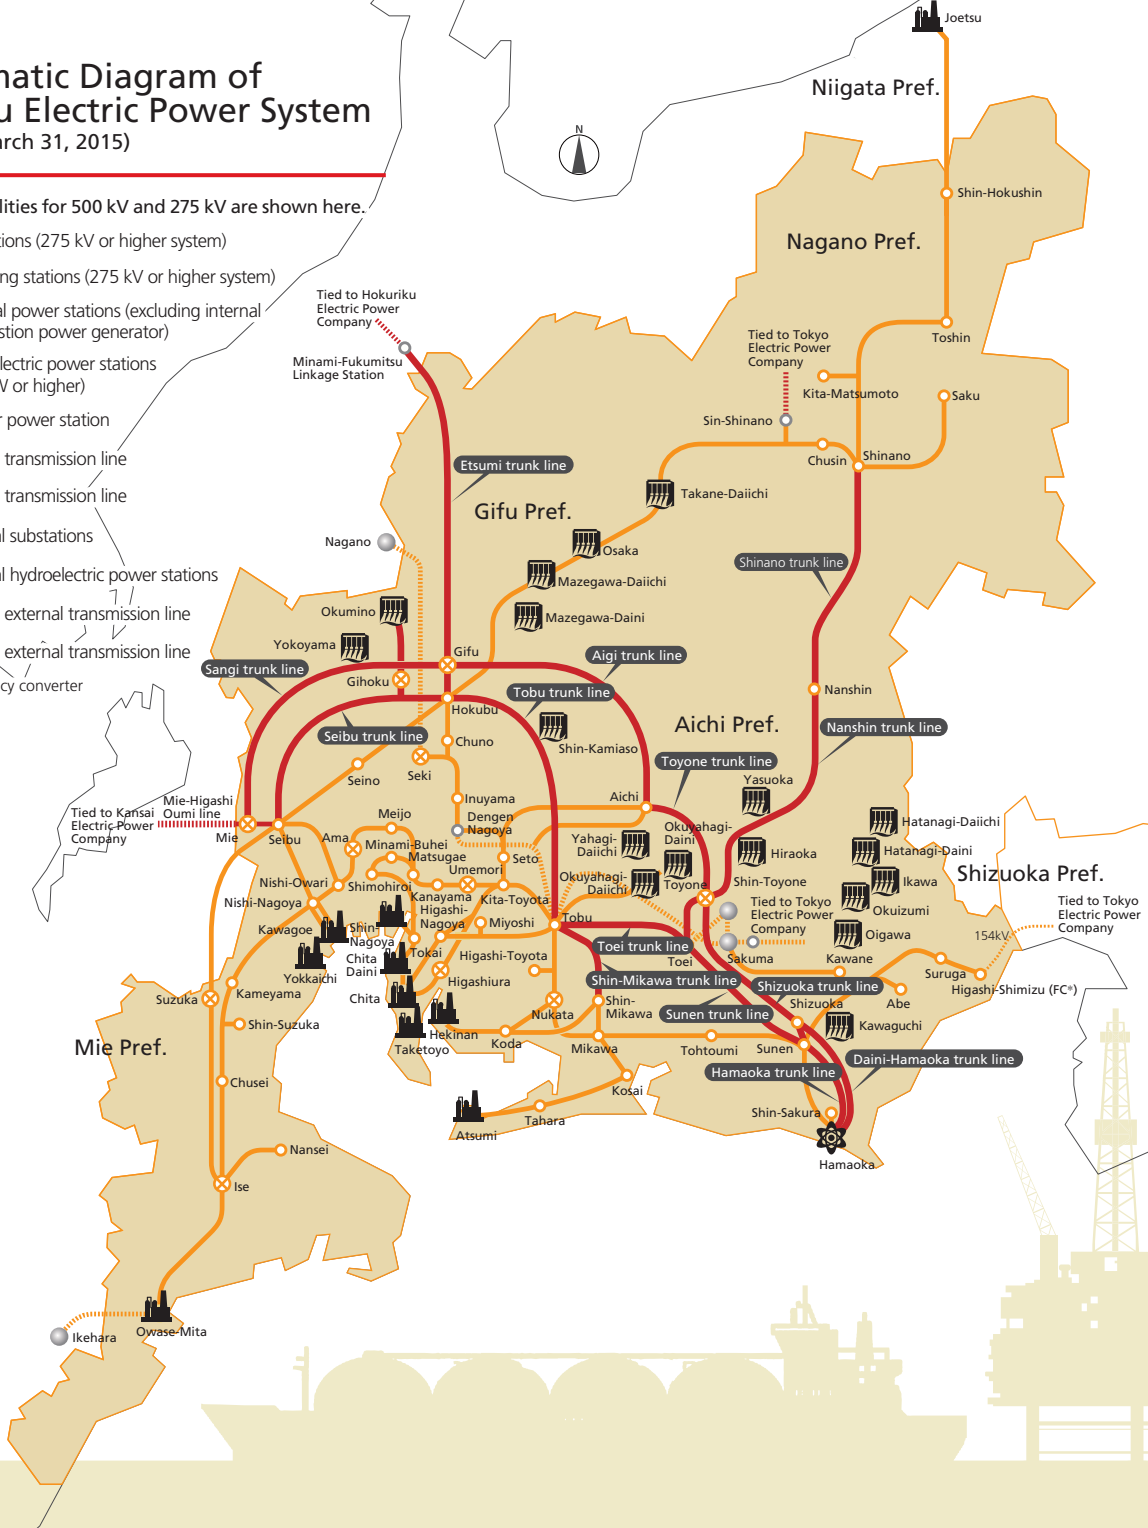 matic Diagram of
u Electric Power System
arch 31, 2015)
lities for 500 kV and 275 kV are shown here.
tions (275 kV or higher system)
ng stations (275 kV or higher system)
al power stations (excluding internal
stion power generator)
lectric power stations
W or higher)
r power station
transmission line
transmission line
l substations
l hydroelectric power stations
external transmission line
external transmission line
cy converter
N
Joetsu
Niigata Pref.
Shin-Hokushin
Nagano Pref.
Toshin
Tied to Hokuriku
Electric Power
Company
Minami-Fukumitsu
Linkage Station
Tied to Tokyo
Electric Power
Company
Kita-Matsumoto
Saku
Sin-Shinano
Chusin
Shinano
Etsumi trunk line
Takane-Daiichi
Gifu Pref.
Nagano
Osaka
Shinano trunk line
Mazegawa-Daiichi
Okumino
Mazegawa-Daini
Yokoyama
Gifu
Aigi trunk line
Sangi trunk line
Gihoku
Tobu trunk line
Nanshin
Hokubu
Aichi Pref.
Nanshin trunk line
Seibu trunk line
Chuno
Shin-Kamiaso
Toyone trunk line
Seki
Seino
Yasuoka
Mie-Higashi
Oumi line
Tied to Kansai
Electric Power
Company
Inuyama
Aichi
Meijo
Dengen
Nagoya
Okuyahagi-
Daini
Hatanagi-Daiichi
Mie
Seibu
Ama
Minami-Buhei
Yahagi-
Daiichi
Hiraoka
Hatanagi-Daini
Matsugae
Seto
Umemori
Shizuoka Pref.
Nishi-Owari
Shimohiroi
Okuyahagi-
Daiichi
Toyone
Shin-Toyone
Ikawa
Kanayama
Kita-Toyota
Nishi-Nagoya
Higashi-
Nagoya
Miyoshi
Tobu
Tied to Tokyo
Electric Power
Company
Okuizumi
Tied to Tokyo
Electric Power
Company
Kawagoe
Shin-
Nagoya
Tokai
Toei trunk line
Oigawa
154kV
Chita
Daini
Higashi-Toyota
Toei
Sakuma
Kawane
Yokkaichi
Higashiura
Shin-Mikawa trunk line
Shizuoka trunk line
Suruga
Higashi-Shimizu (FC*)
Suzuka
Kameyama
Chita
Nukata
Shin-
Mikawa
Sunen trunk line
Shizuoka
Abe
Shin-Suzuka
Hekinan
Kawaguchi
Mie Pref.
Taketoyo
Koda
Mikawa
Tohtoumi
Sunen
Daini-Hamaoka trunk line
Hamaoka trunk line
Chusei
Kosai
Shin-Sakura
Atsumi
Tahara
Nansei
Hamaoka
Ise
Ikehara
Owase-Mita